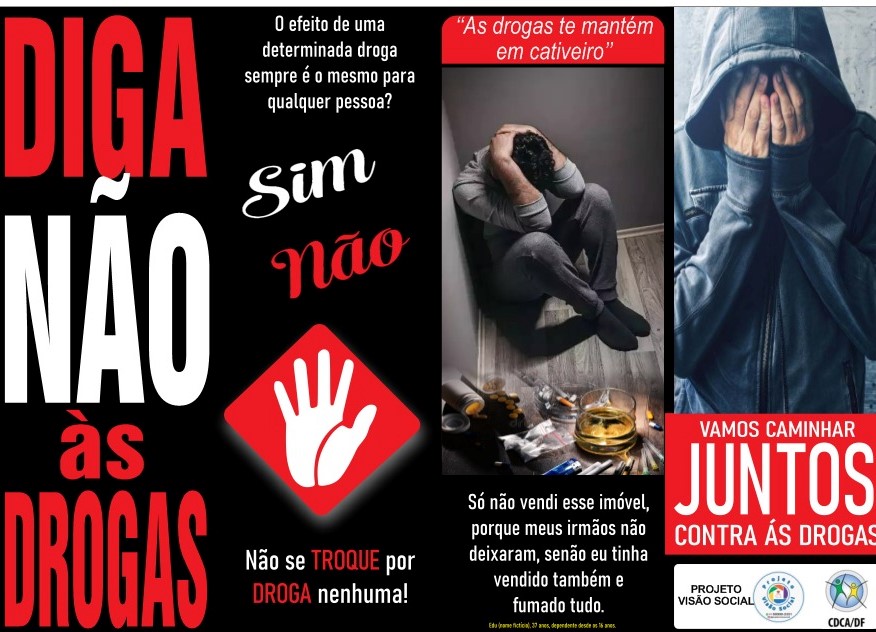 DIGA
NÃO
às
DROGAS
O efeito de uma
determinada droga
sempre é o mesmo para
qualquer pessoa?
Sim
Não
Não se TROQUE por
DROGA nenhuma!
“As drogas te mantém
em cativeiro”
Só não vendi esse imóvel,
porque meus irmãos não
deixaram, senão eu tinha
vendido também e
fumado tudo.
Edu (nome fictício), 37 anos, dependente desde os 16 anos.
VAMOS CAMINHAR
JUNTOS
CONTRA ÁS DROGAS
PROJETO
VISÃO SOCIAL
projeto
visão social
CDCA/DF